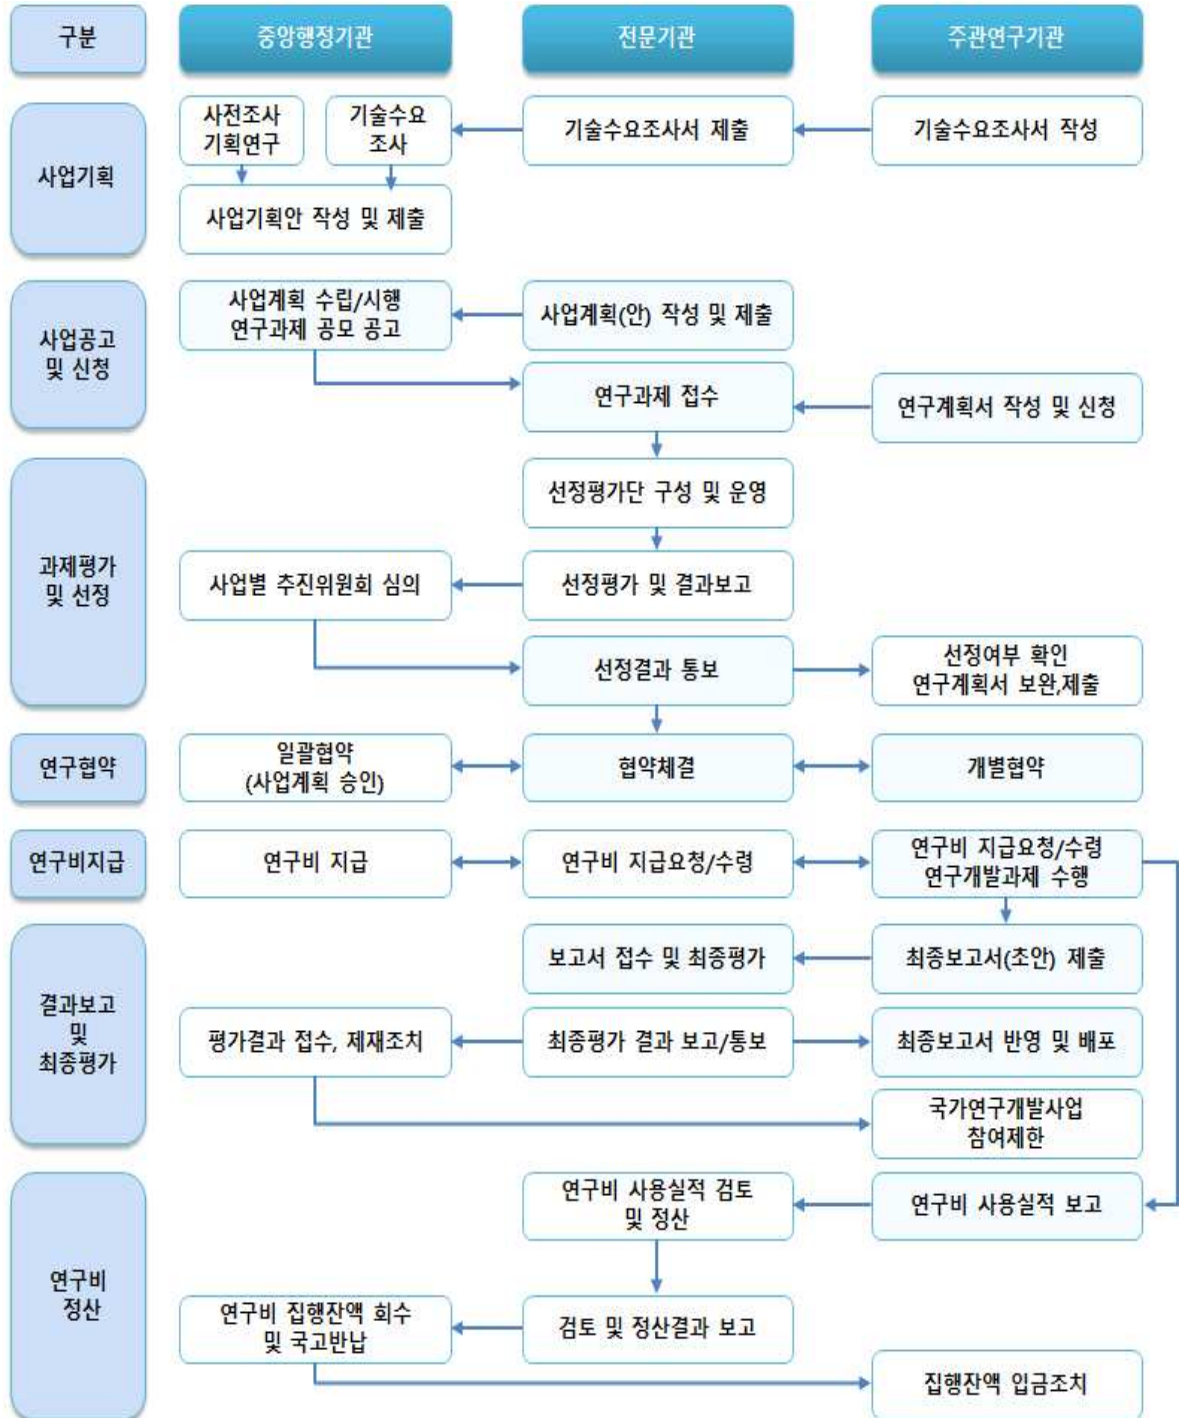 구분
중앙행정기관
전문기관
주관연구기관
사업기획
사전조사
기획연구
기술수요
조사
기술수요조사서 제출
기술수요조사서 작성
사업기획안 작성 및 제출
사업공고
및 신청
사업계획 수립/시행
연구과제 공모 공고
사업계획(안) 작성 및 제출
연구과제 접수
연구계획서 작성 및 신청
과제평가
및 선정
선정평가단 구성 및 운영
사업별 추진위원회 심의
선정평가 및 결과보고
선정결과 통보
선정여부 확인
연구계획서 보완,제출
연구협약
일괄협약
(사업계획 승인)
협약체결
개별협약
연구비지급
연구비 지급
연구비 지급요청/수령
연구비 지급요청/수령
연구개발과제 수행
결과보고
및
최종평가
보고서 접수 및 최종평가
최종보고서(초안) 제출
평가결과 접수, 제재조치
최종평가 결과 보고/통보
최종보고서 반영 및 배포
국가연구개발사업
참여제한
연구비
정산
연구비 사용실적 검토
및 정산
연구비 사용실적 보고
연구비 집행잔액 회수
및 국고반납
검토 및 정산결과 보고
집행잔액 입금조치